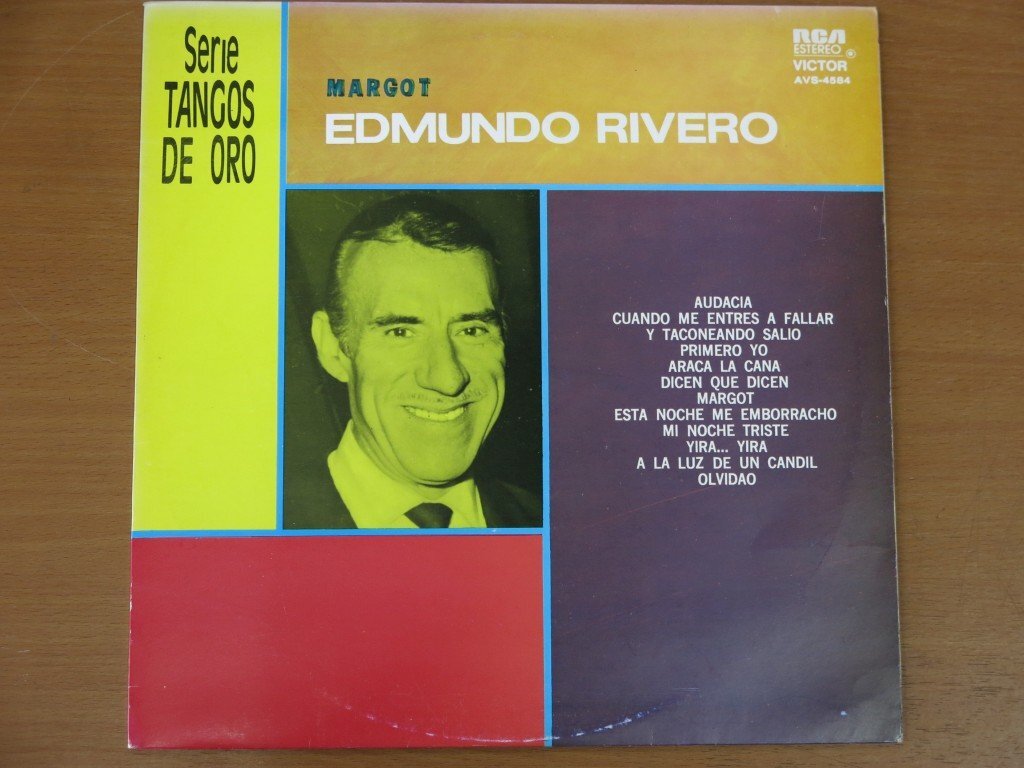 Serie
TANGOS
DE ORO
MARGOT
EDMUNDO RIVERO
RCA
ESTEREO
VICTOR
AVS-4584
AUDACIA
CUANDO ME ENTRES A FALLAR
Y TACONEANDO SALIO
PRIMERO YO
ARACA LA CANA
DICEN QUE DICEN
MARGOT
ESTA NOCHE ME EMBORRACHO
MI NOCHE TRISTE
YIRA... YIRA
A LA LUZ DE UN CANDIL
OLVIDAO